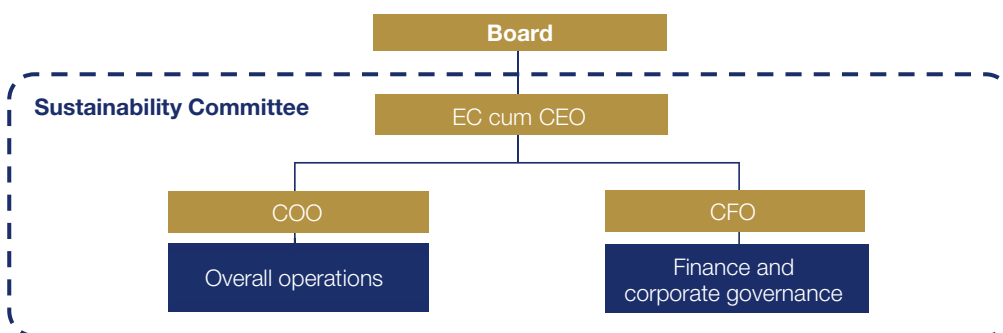 Board
Sustainability Committee
EC cum CEO
COO
CFO
Overall operations
Finance and
corporate governance